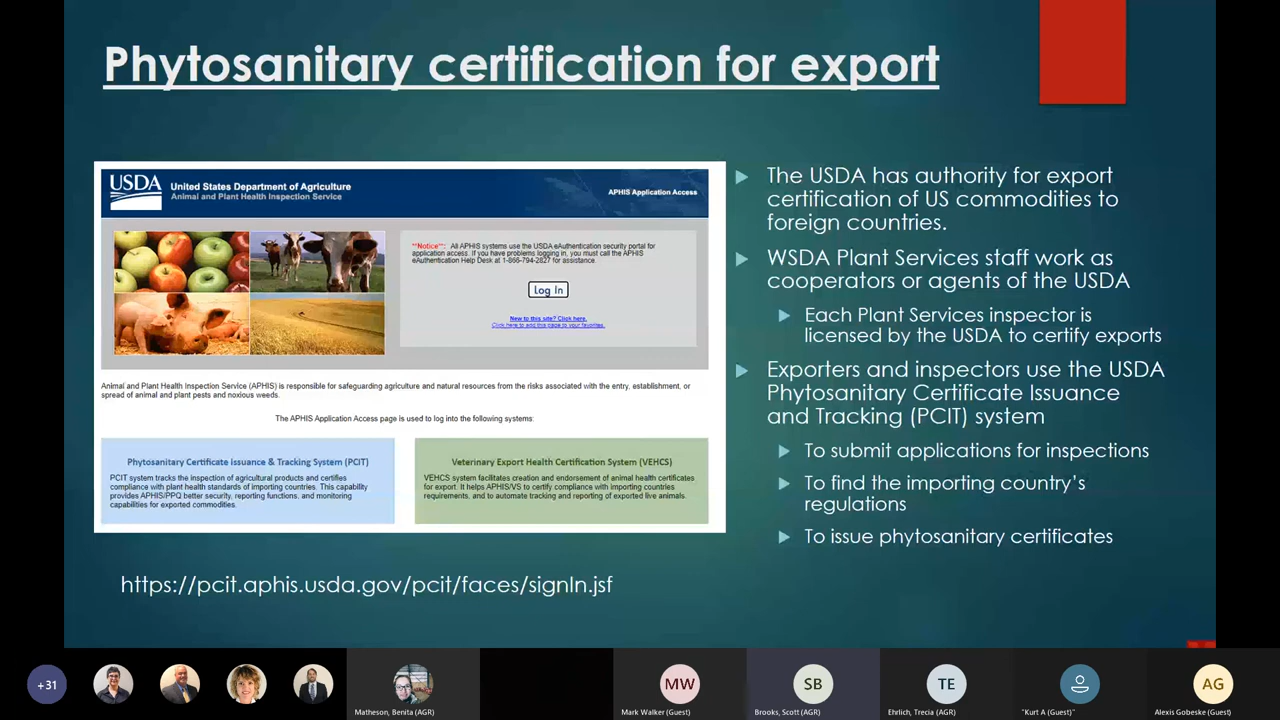 Phytosanitary certification for export
USDA
United States Department of Agriculture
Animal and Plant Health Inspection Service
APHIS Application Access
**Notice**: All APHIS systems use the USDA eAuthentication security portal for
application access. If you have problems logging in, you must call the APHIS
eAuthentication Help Desk at 1-866-794-2827 for assistance.
Log In
New to this site? Click here.
Click here to add this page to your favorites.
Animal and Plant Health Inspection Service (APHIS) is responsible for safeguarding agriculture and natural resources from the risks associated with the entry, establishment, or
spread of animal and plant pests and noxious weeds.
The APHIS Application Access page is used to log into the following systems:
Phytosanitary Certificate Issuance & Tracking System (PCIT)
PCIT system tracks the inspection of agricultural products and certifies
compliance with plant health standards of importing countries. This capability
provides APHIS/PPQ better security, reporting functions, and monitoring
capabilities for exported commodities.
Veterinary Export Health Certification System (VEHCS)
VEHCS system facilitates creation and endorsement of animal health certificates
for export. It helps APHIS/VS to certify compliance with importing countries
requirements, and to automate tracking and reporting of exported live animals.
https://pcit.aphis.usda.gov/pcit/faces/signIn.jsf
The USDA has authority for export
certification of US commodities to
foreign countries.
WSDA Plant Services staff work as
cooperators or agents of the USDA
Each Plant Services inspector is
licensed by the USDA to certify exports
Exporters and inspectors use the USDA
Phytosanitary Certificate Issuance
and Tracking (PCIT) system
To submit applications for inspections
To find the importing country's
regulations
To issue phytosanitary certificates
+31
Matheson, Benita (AGR)
MW
Mark Walker (Guest)
SB
Brooks, Scott (AGR)
TE
Ehrlich, Trecia (AGR)
"Kurt A (Guest)"
AG
Alexis Gobeske (Guest)